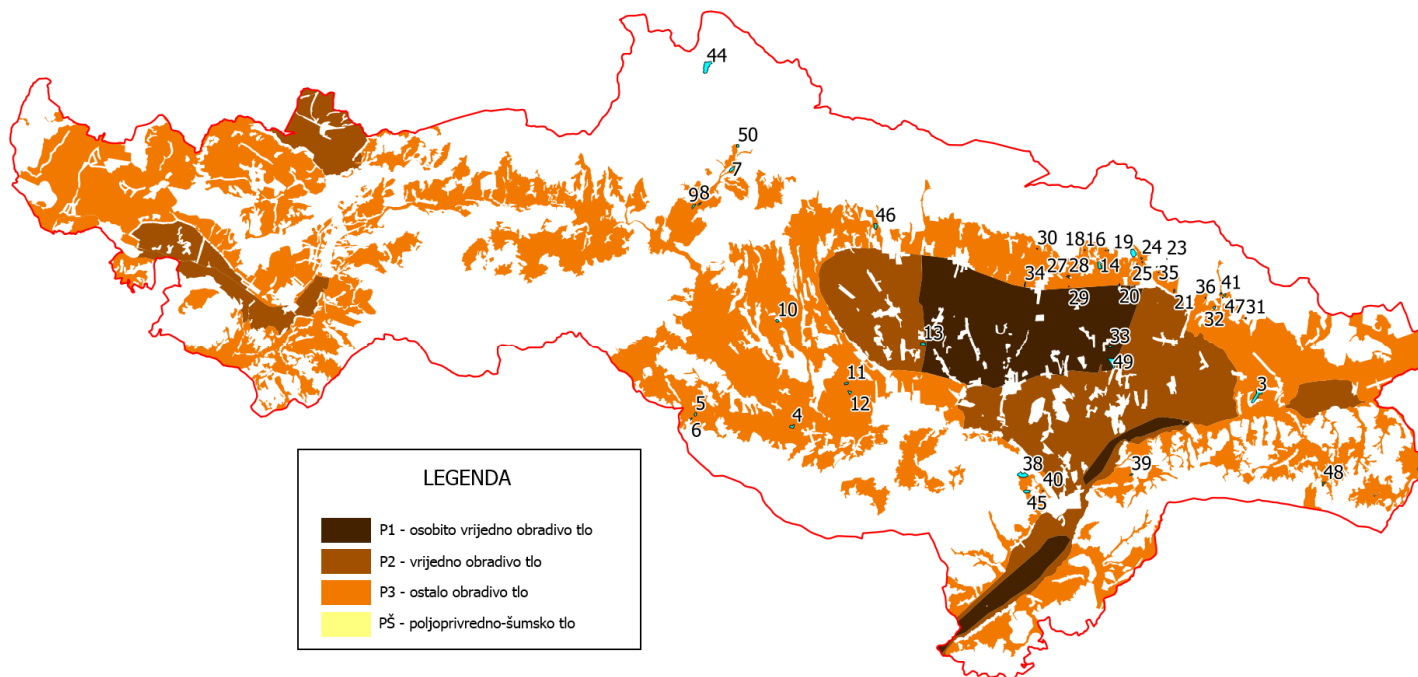 44
50
7
9 8
46
30
18 16 19 24 23
34 27 28 14 25 35
29 20 21 36 41
32 47 31
10
13
33
49
11
12
3
5
6
4
38
40
39
45
48
LEGENDA
P1 - osobito vrijedno obradivo tlo
P2 - vrijedno obradivo tlo
P3 - ostalo obradivo tlo
PŠ - poljoprivredno-šumsko tlo